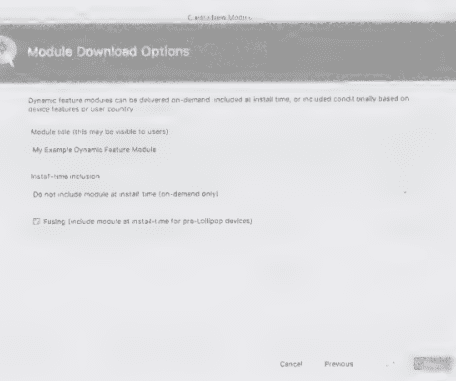 Create New Module
Module Download Options
Dynamic feature modules can be delivered on-demand, included at install time, or included conditionally based on
device features or user country.
Module title (this may be visible to users)
My Example Dynamic Feature Module
Install-time inclusion
Do not include module at install time (on-demand only)
Fusing (include module at install-time for pre-Lollipop devices)
Cancel
Previous